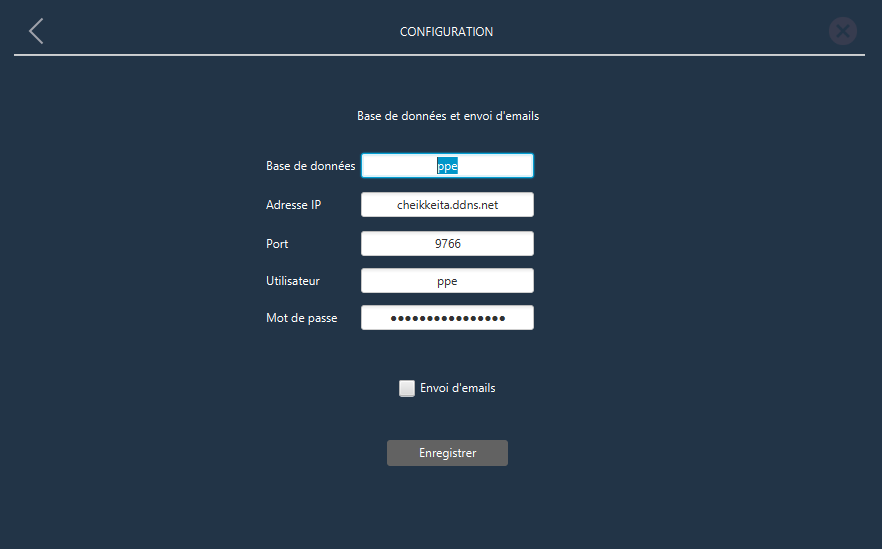 CONFIGURATION
Base de données et envoi d'emails
Base de données ppe
Adresse IP cheikkeita.ddns.net
Port 9766
Utilisateur ppe
Mot de passe ●●●●●●●●●●●●●●●●
Envoi d'emails
Enregistrer